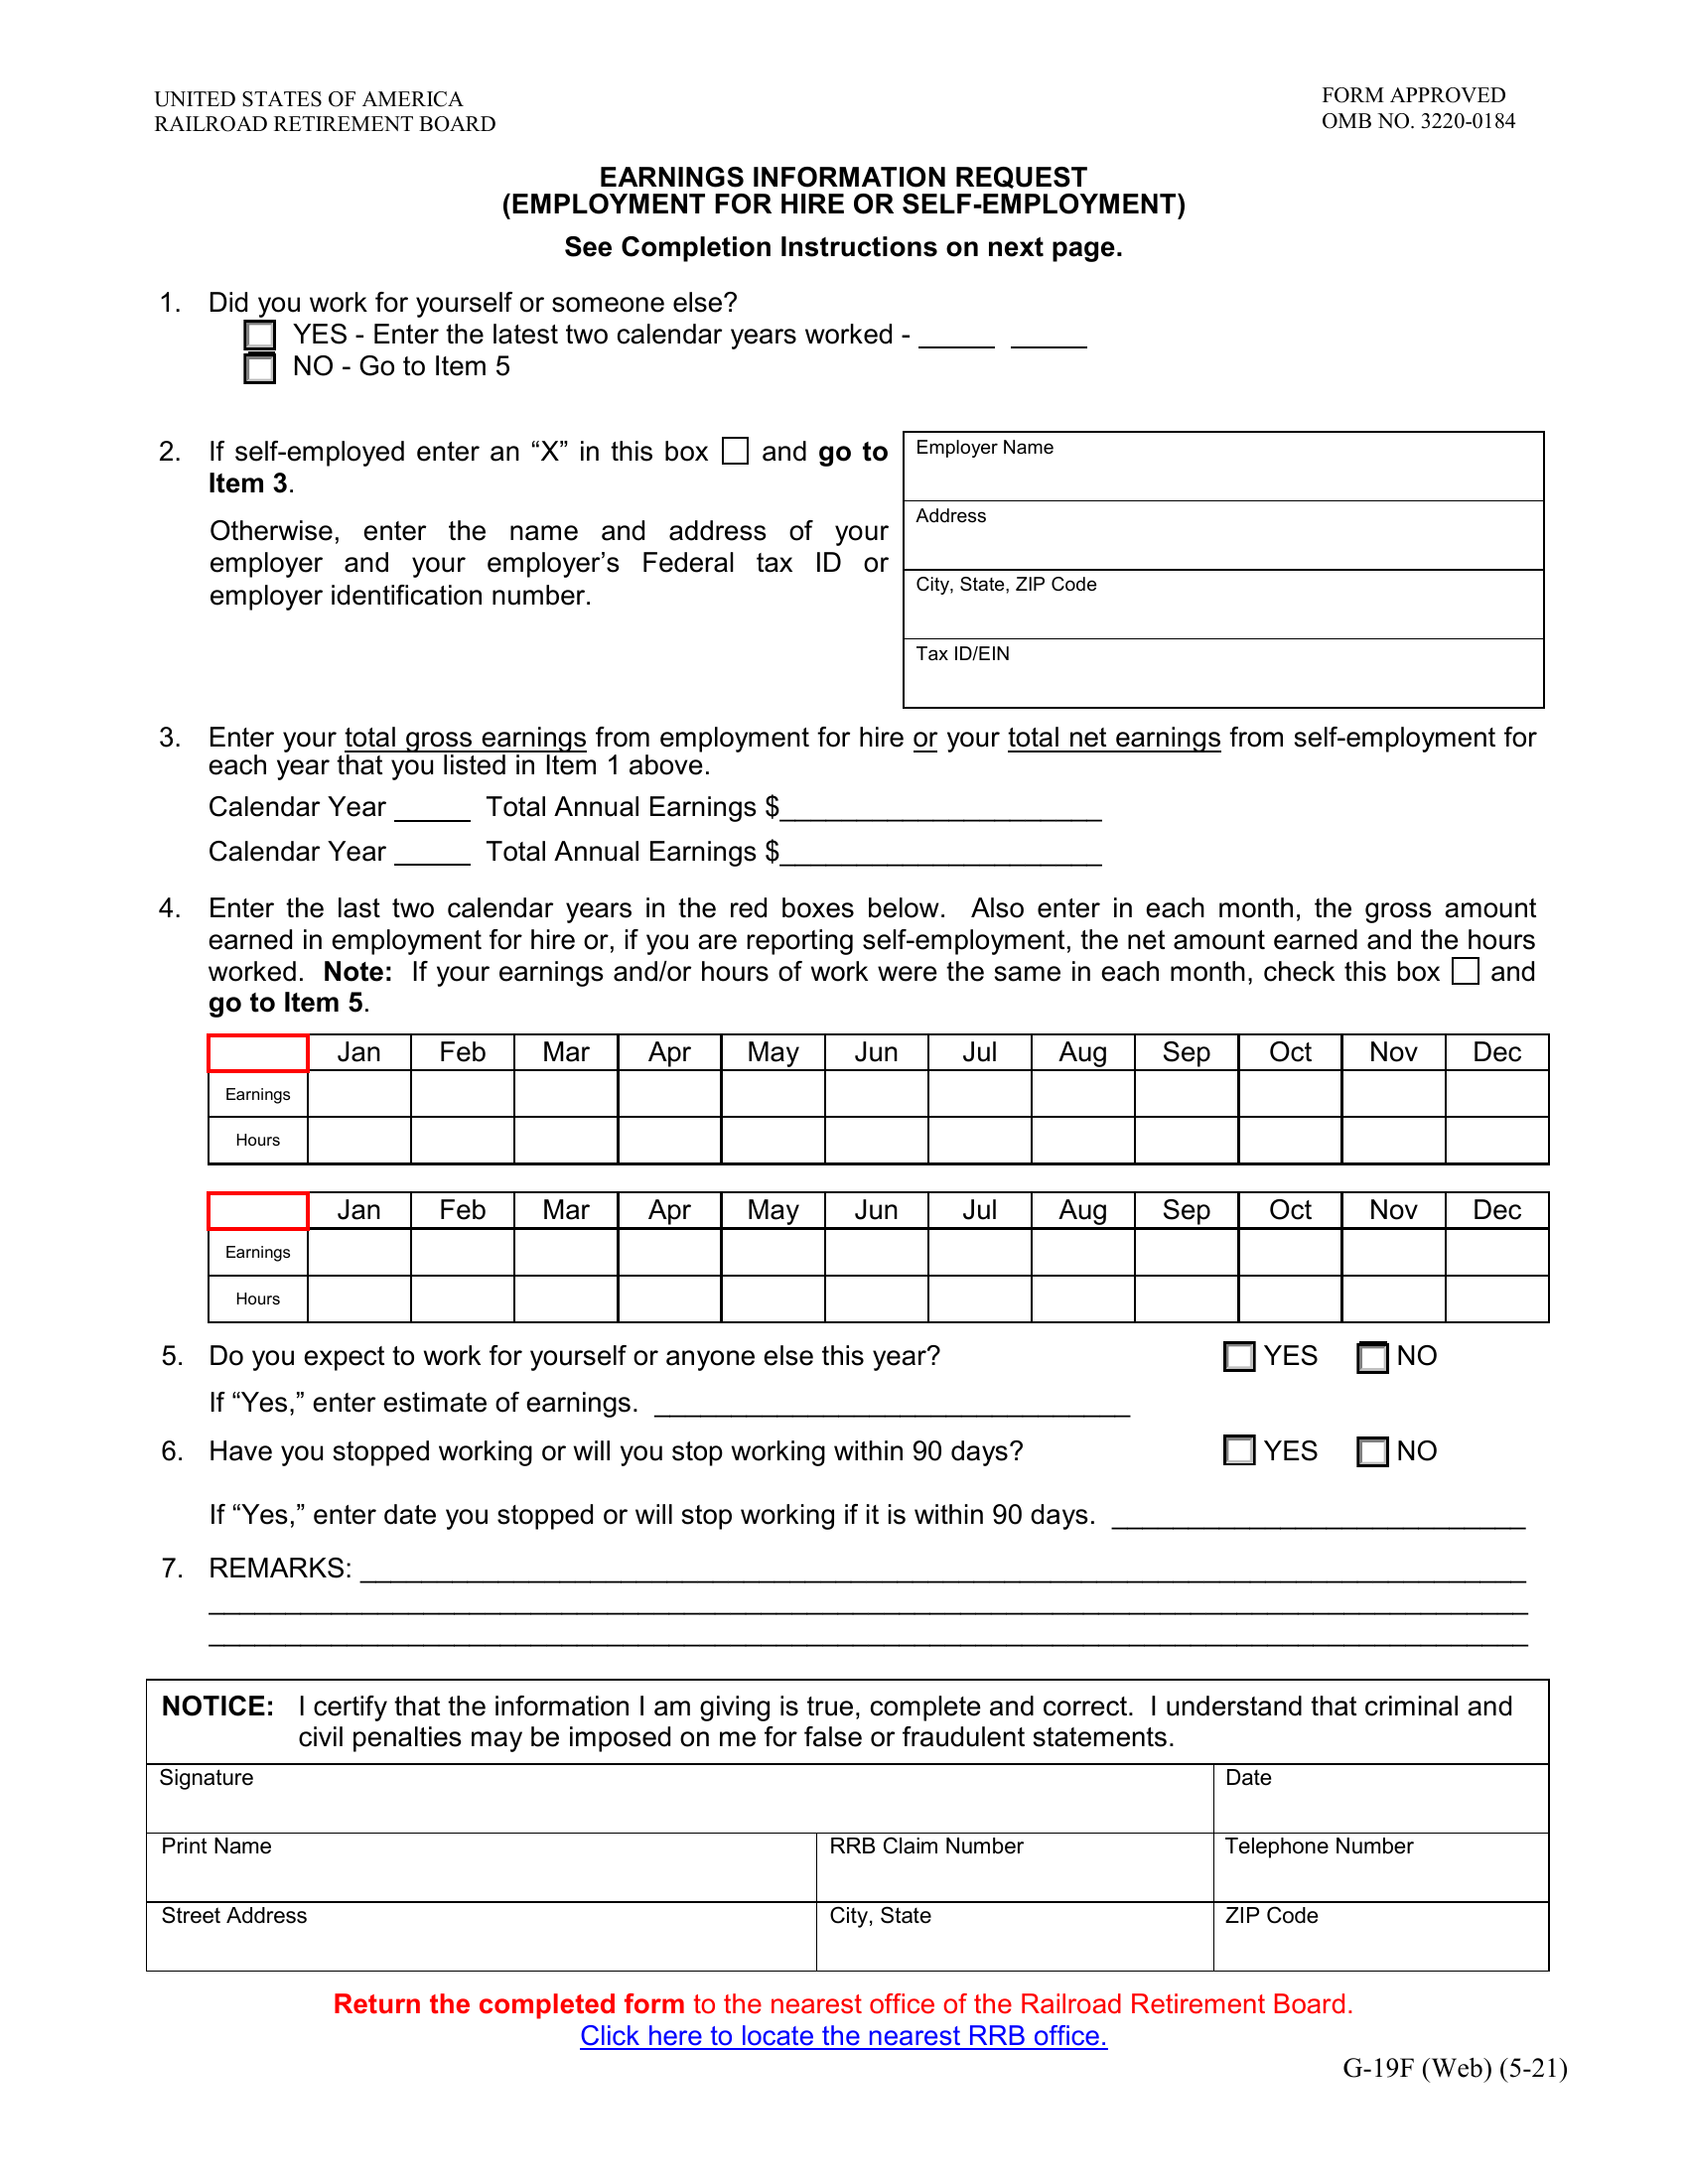 UNITED STATES OF AMERICA
RAILROAD RETIREMENT BOARD
FORM APPROVED
OMB NO. 3220-0184
EARNINGS INFORMATION REQUEST
(EMPLOYMENT FOR HIRE OR SELF-EMPLOYMENT)
See Completion Instructions on next page.
1. Did you work for yourself or someone else?
YES - Enter the latest two calendar years worked - _____ _____
NO - Go to Item 5
2. If self-employed enter an “X” in this box and go to
Item 3.
Otherwise, enter the name and address of your
employer and your employer’s Federal tax ID or
employer identification number.
Employer Name
Address
City, State, ZIP Code
Tax ID/EIN
3. Enter your total gross earnings from employment for hire or your total net earnings from self-employment for
each year that you listed in Item 1 above.
Calendar Year _____ Total Annual Earnings $_____________________
Calendar Year _____ Total Annual Earnings $_____________________
4. Enter the last two calendar years in the red boxes below. Also enter in each month, the gross amount
earned in employment for hire or, if you are reporting self-employment, the net amount earned and the hours
worked. Note: If your earnings and/or hours of work were the same in each month, check this box and
go to Item 5.
Jan Feb Mar Apr May Jun Jul Aug Sep Oct Nov Dec
Earnings
Hours
Jan Feb Mar Apr May Jun Jul Aug Sep Oct Nov Dec
Earnings
Hours
5. Do you expect to work for yourself or anyone else this year? YES NO
If “Yes,” enter estimate of earnings. _______________________________
6. Have you stopped working or will you stop working within 90 days? YES NO
If “Yes,” enter date you stopped or will stop working if it is within 90 days. ___________________________
7. REMARKS: ____________________________________________________________________________
______________________________________________________________________________________
______________________________________________________________________________________
NOTICE: I certify that the information I am giving is true, complete and correct. I understand that criminal and
civil penalties may be imposed on me for false or fraudulent statements.
Signature Date
Print Name RRB Claim Number Telephone Number
Street Address City, State ZIP Code
Return the completed form to the nearest office of the Railroad Retirement Board.
Click here to locate the nearest RRB office.
G-19F (Web) (5-21)